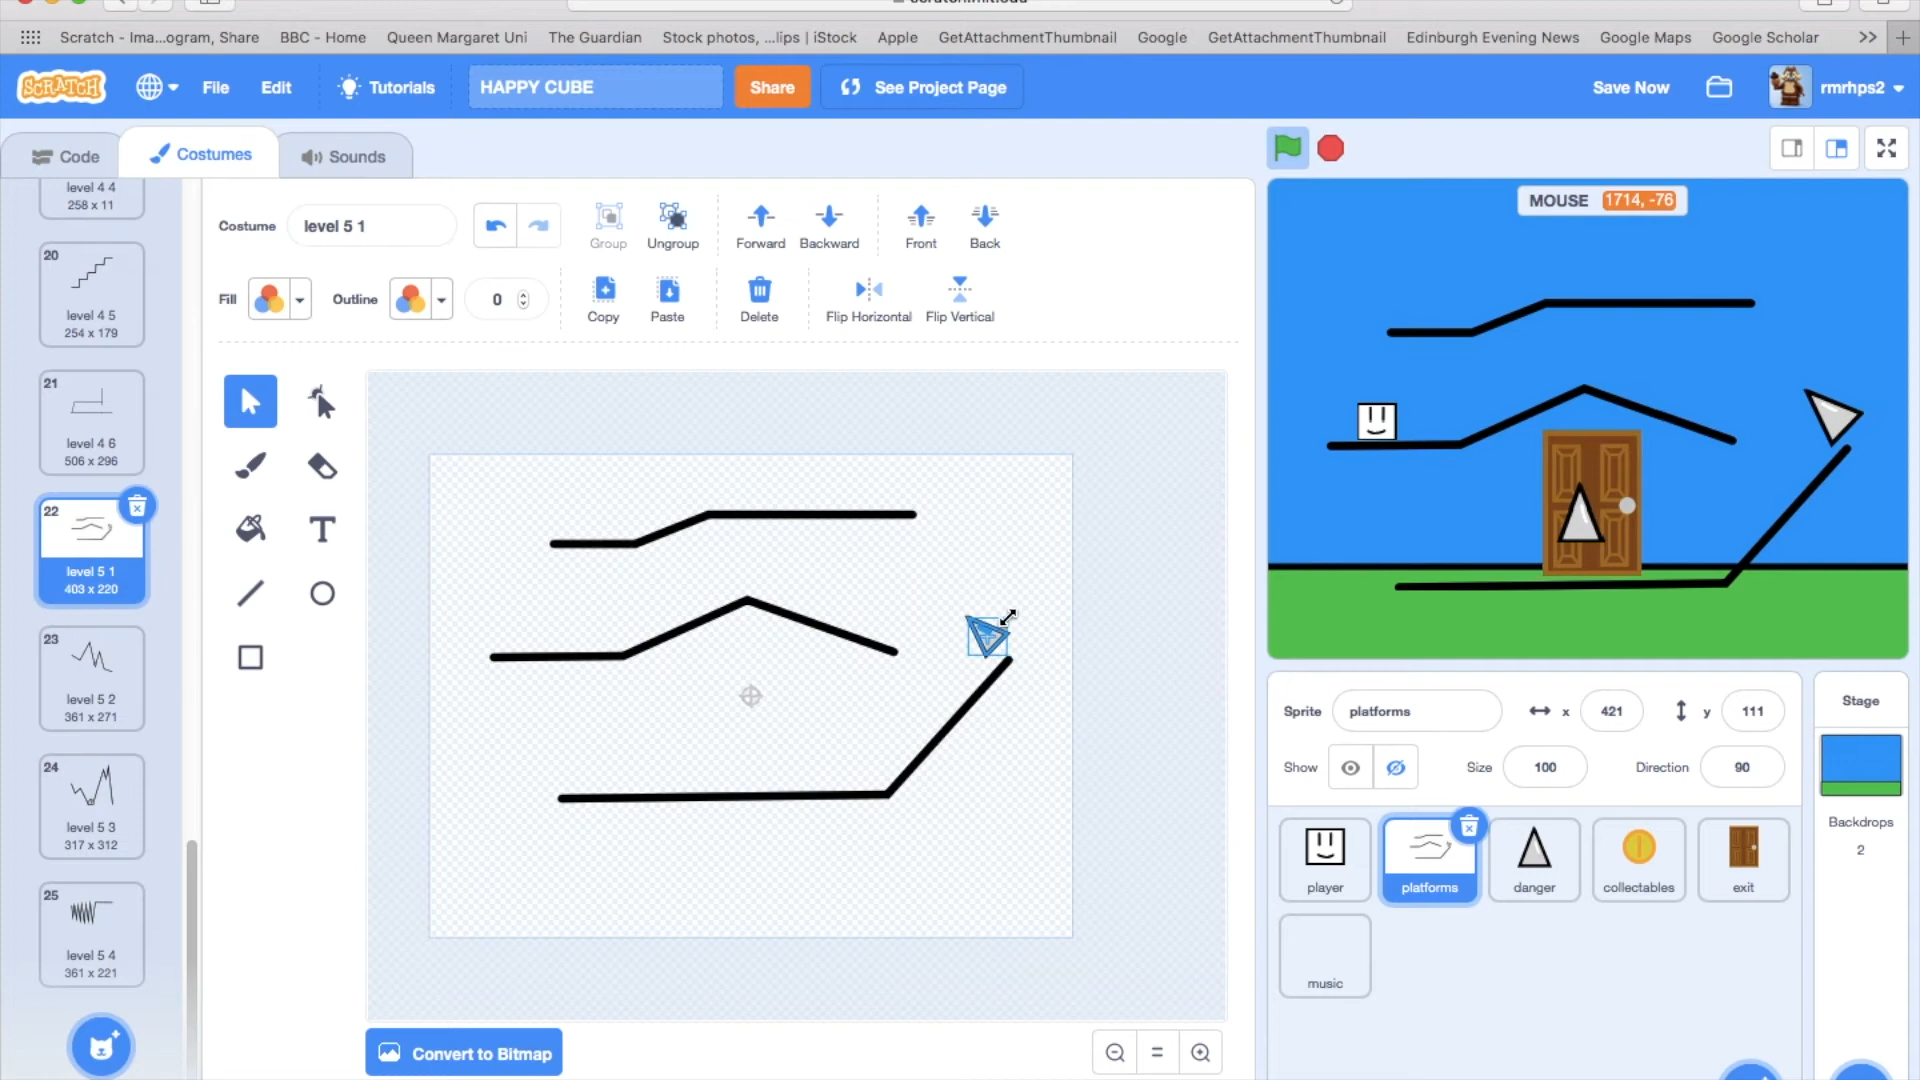 Scratch - Ima...ogram, Share BBC - Home Queen Margaret Uni The Guardian Stock photos, ...lips | iStock Apple GetAttachmentThumbnail Google GetAttachmentThumbnail Edinburgh Evening News Google Maps Google Scholar >>
SCRATCH File Edit Tutorials HAPPY CUBE Share See Project Page Save Now rmrhps2
Code Costumes Sounds
level 4 4
258 x 11
20
level 4 5
254 x 179
21
level 4 6
506 x 296
22
level 5 1
403 x 220
23
level 5 2
361 x 271
24
level 5 3
317 x 312
25
level 5 4
361 x 221
Costume level 5 1
Group Ungroup Forward Backward Front Back
Fill Outline 0
Copy Paste Delete Flip Horizontal Flip Vertical
T
Convert to Bitmap
MOUSE 1714, -76
Sprite platforms x 421 y 111
Show Size 100 Direction 90
player platforms danger collectables exit
music
Stage
Backdrops
2